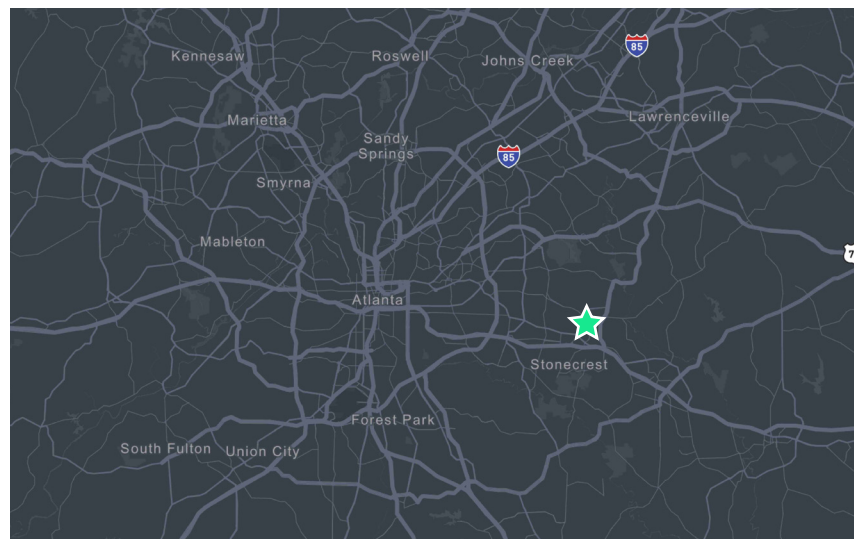 Kennesaw
Roswell
Johns Creek
85
Marietta
Lawrenceville
Sandy
Springs
85
Smyrna
Mableton
7
Atlanta
Stonecrest
Forest Park
South Fulton
Union City